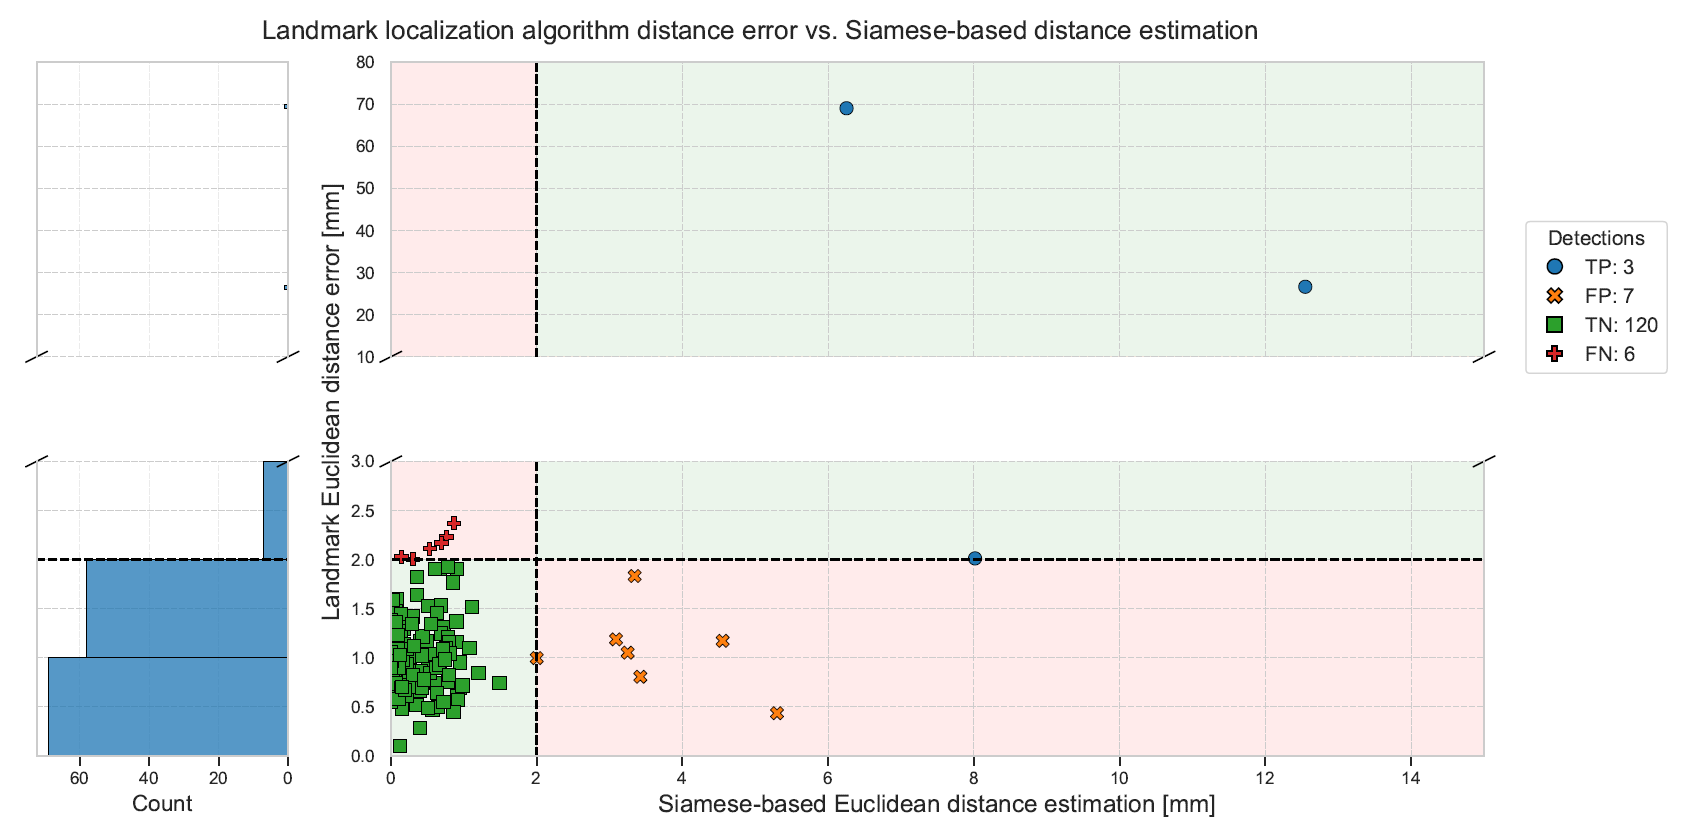 Landmark localization algorithm distance error vs. Siamese-based distance estimation
80
70
60
50
40
30
20
10
3.0
2.5
2.0
1.5
1.0
0.5
0.0
Landmark Euclidean distance error [mm]
60 40 20 0
Count
0 2 4 6 8 10 12 14
Siamese-based Euclidean distance estimation [mm]
Detections
TP: 3
FP: 7
TN: 120
FN: 6